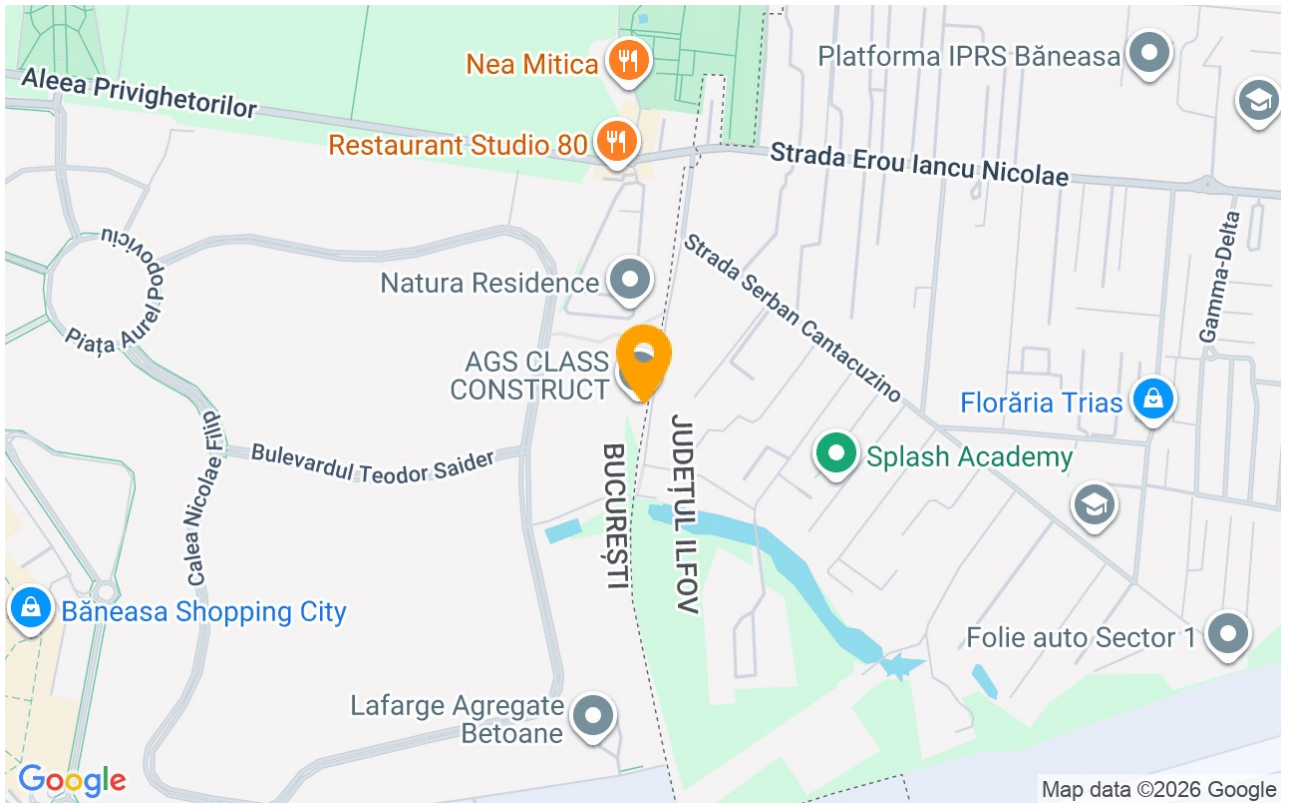 Nea Mitica
Platforma IPRS Băneasa
Aleea Privighetorilor
Restaurant Studio 80
Strada Erou Iancu Nicolae
Piața Aurel Popoviciu
Natura Residence
Strada Serban Cantacuzino
Gamma-Delta
AGS CLASS
CONSTRUCT
Florăria Trias
Calea Nicolae Filip
Bulevardul Teodor Saider
BUCUREȘTI
JUDEȚUL ILFOV
Splash Academy
Băneasa Shopping City
Folie auto Sector 1
Lafarge Agregate
Betoane
Google
Map data ©2026 Google